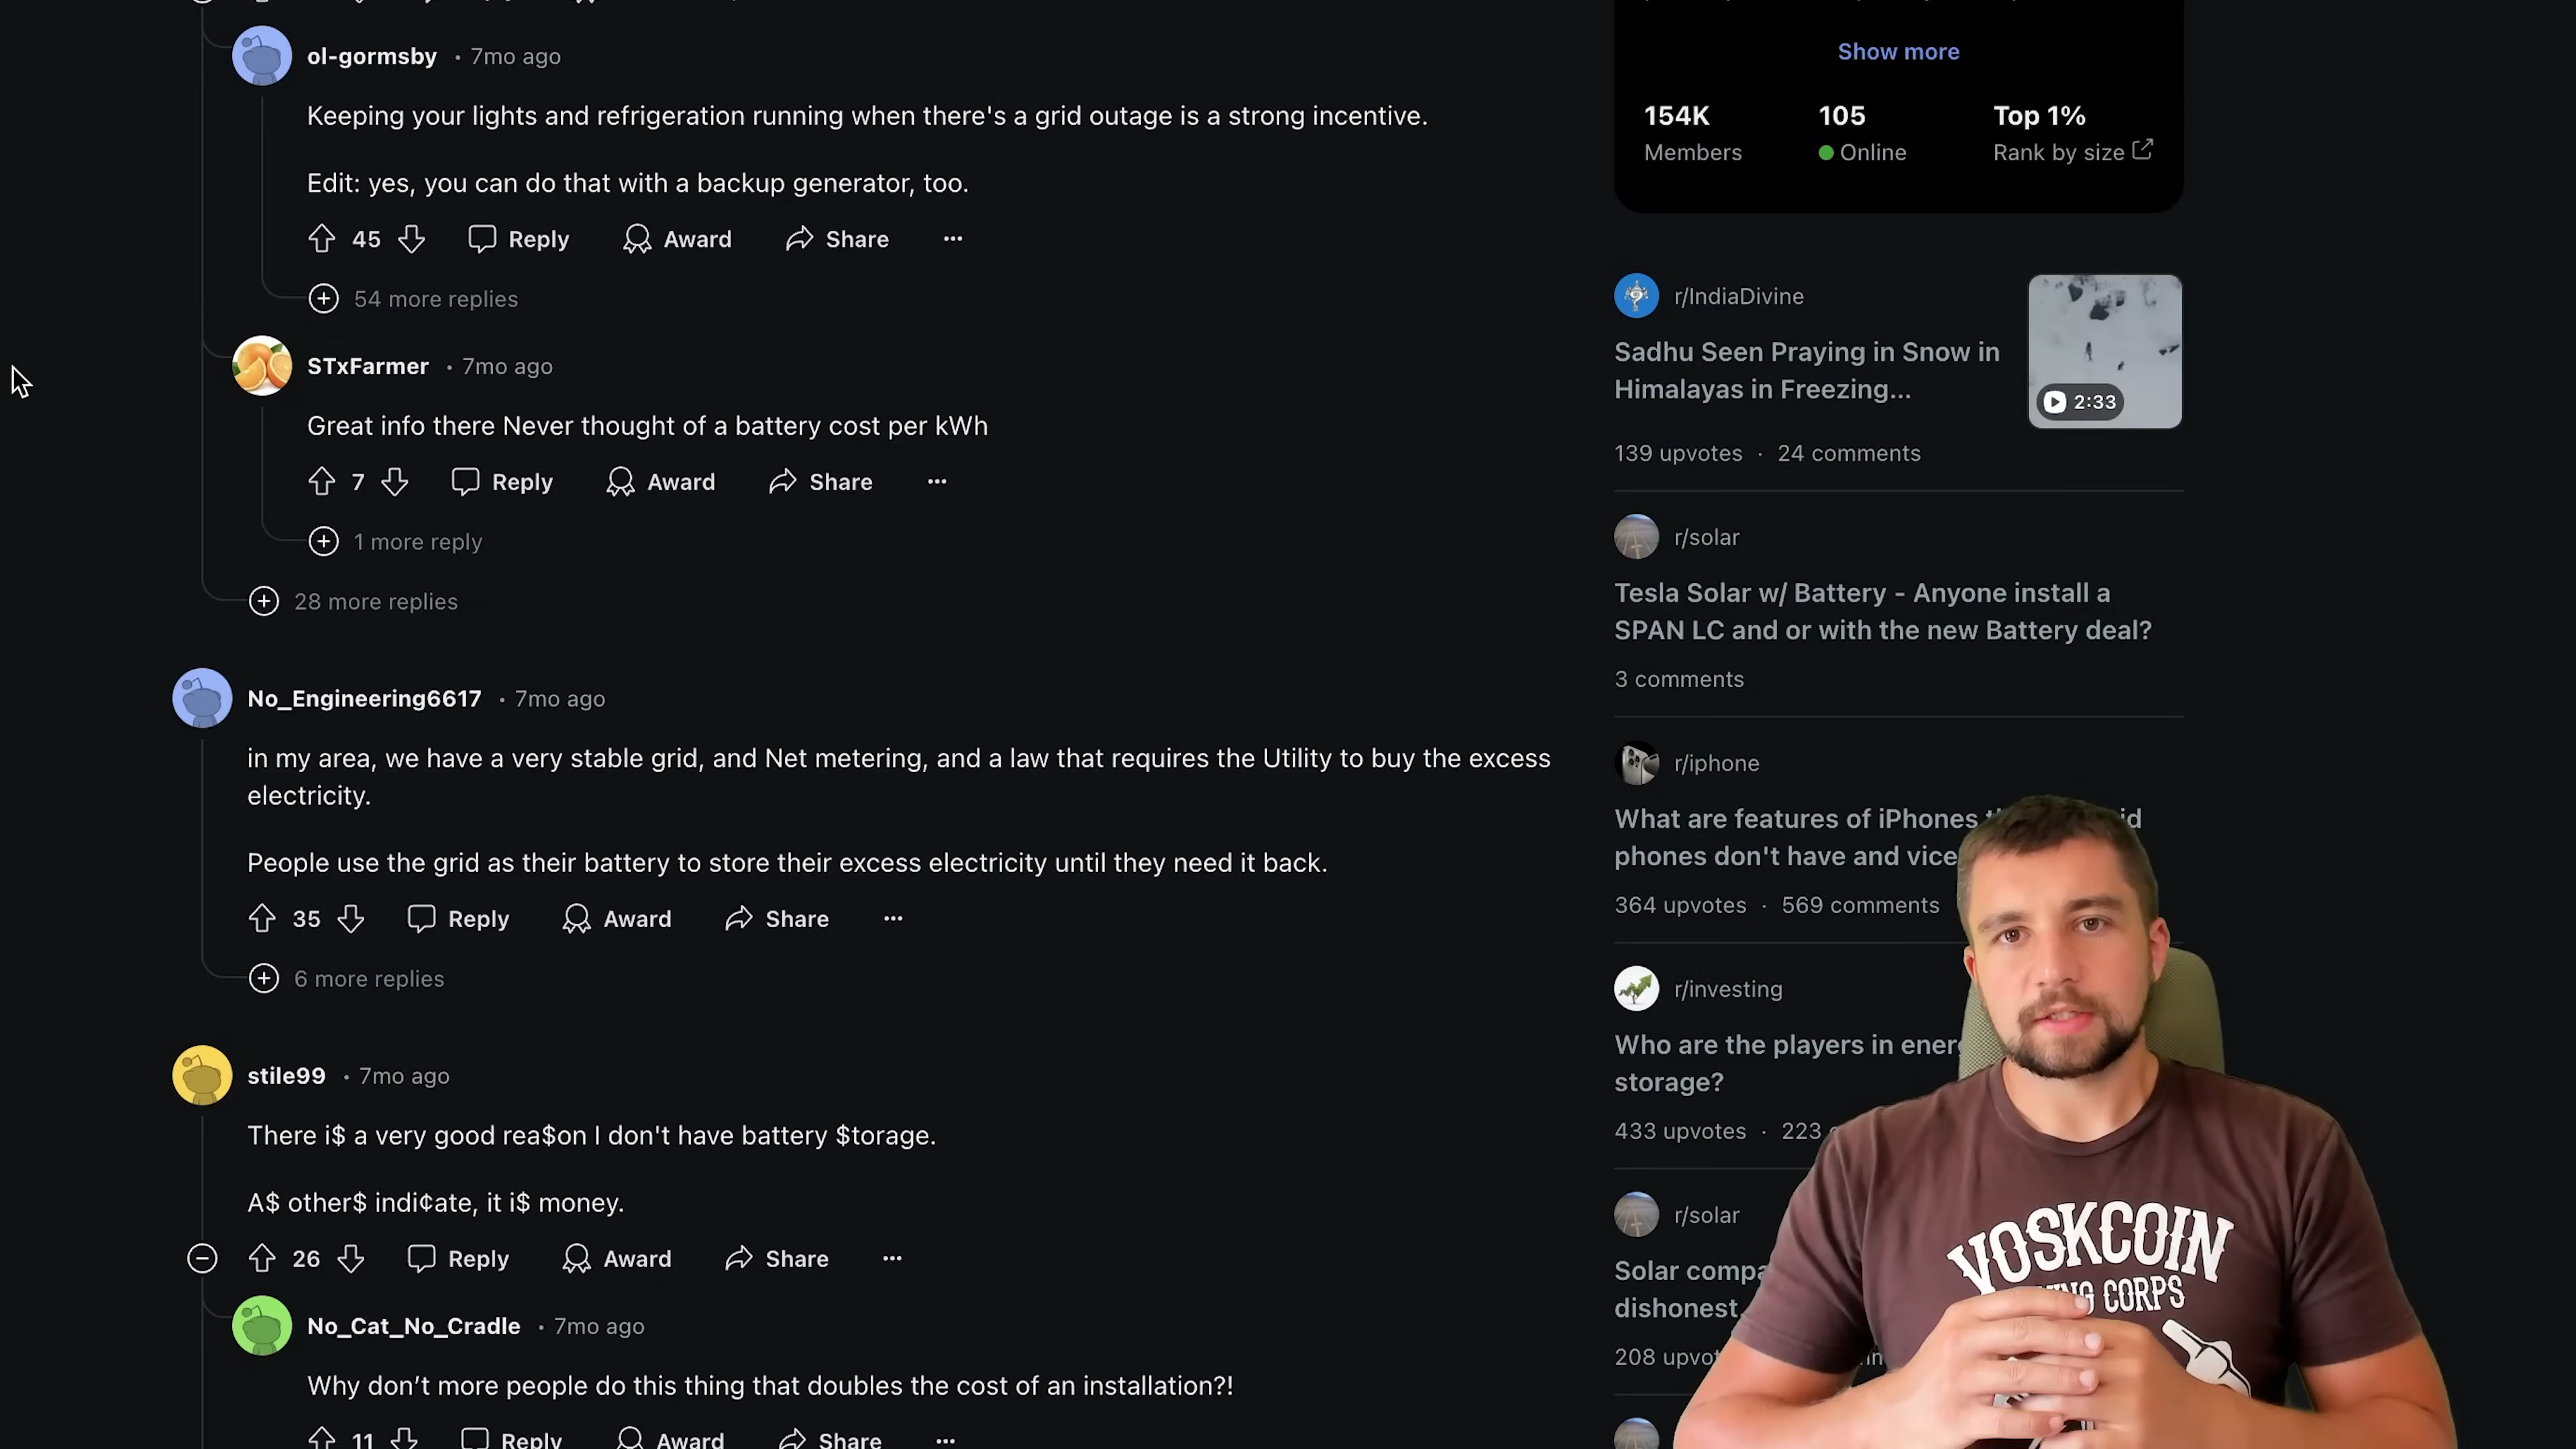 ol-gormsby • 7mo ago
Keeping your lights and refrigeration running when there's a grid outage is a strong incentive.
Edit: yes, you can do that with a backup generator, too.
45 Reply Award Share ...
54 more replies
STxFarmer • 7mo ago
Great info there Never thought of a battery cost per kWh
7 Reply Award Share ...
1 more reply
28 more replies
No_Engineering6617 • 7mo ago
in my area, we have a very stable grid, and Net metering, and a law that requires the Utility to buy the excess
electricity.
People use the grid as their battery to store their excess electricity until they need it back.
35 Reply Award Share ...
6 more replies
stile99 • 7mo ago
There i$ a very good rea$on I don't have battery $torage.
A$ other$ indi¢ate, it i$ money.
26 Reply Award Share ...
No_Cat_No_Cradle • 7mo ago
Why don’t more people do this thing that doubles the cost of an installation?!
11 Reply Award Share ...
Show more
154K 105 Top 1%
Members Online Rank by size
r/IndiaDivine
Sadhu Seen Praying in Snow in
Himalayas in Freezing...
2:33
139 upvotes · 24 comments
r/solar
Tesla Solar w/ Battery - Anyone install a
SPAN LC and or with the new Battery deal?
3 comments
r/iphone
What are features of iPhones
phones don't have and vice
364 upvotes · 569 comments
r/investing
Who are the players in
storage?
433 upvotes · 223
r/solar
Solar
dishonest.
208
VOSKCOIN
CORPS